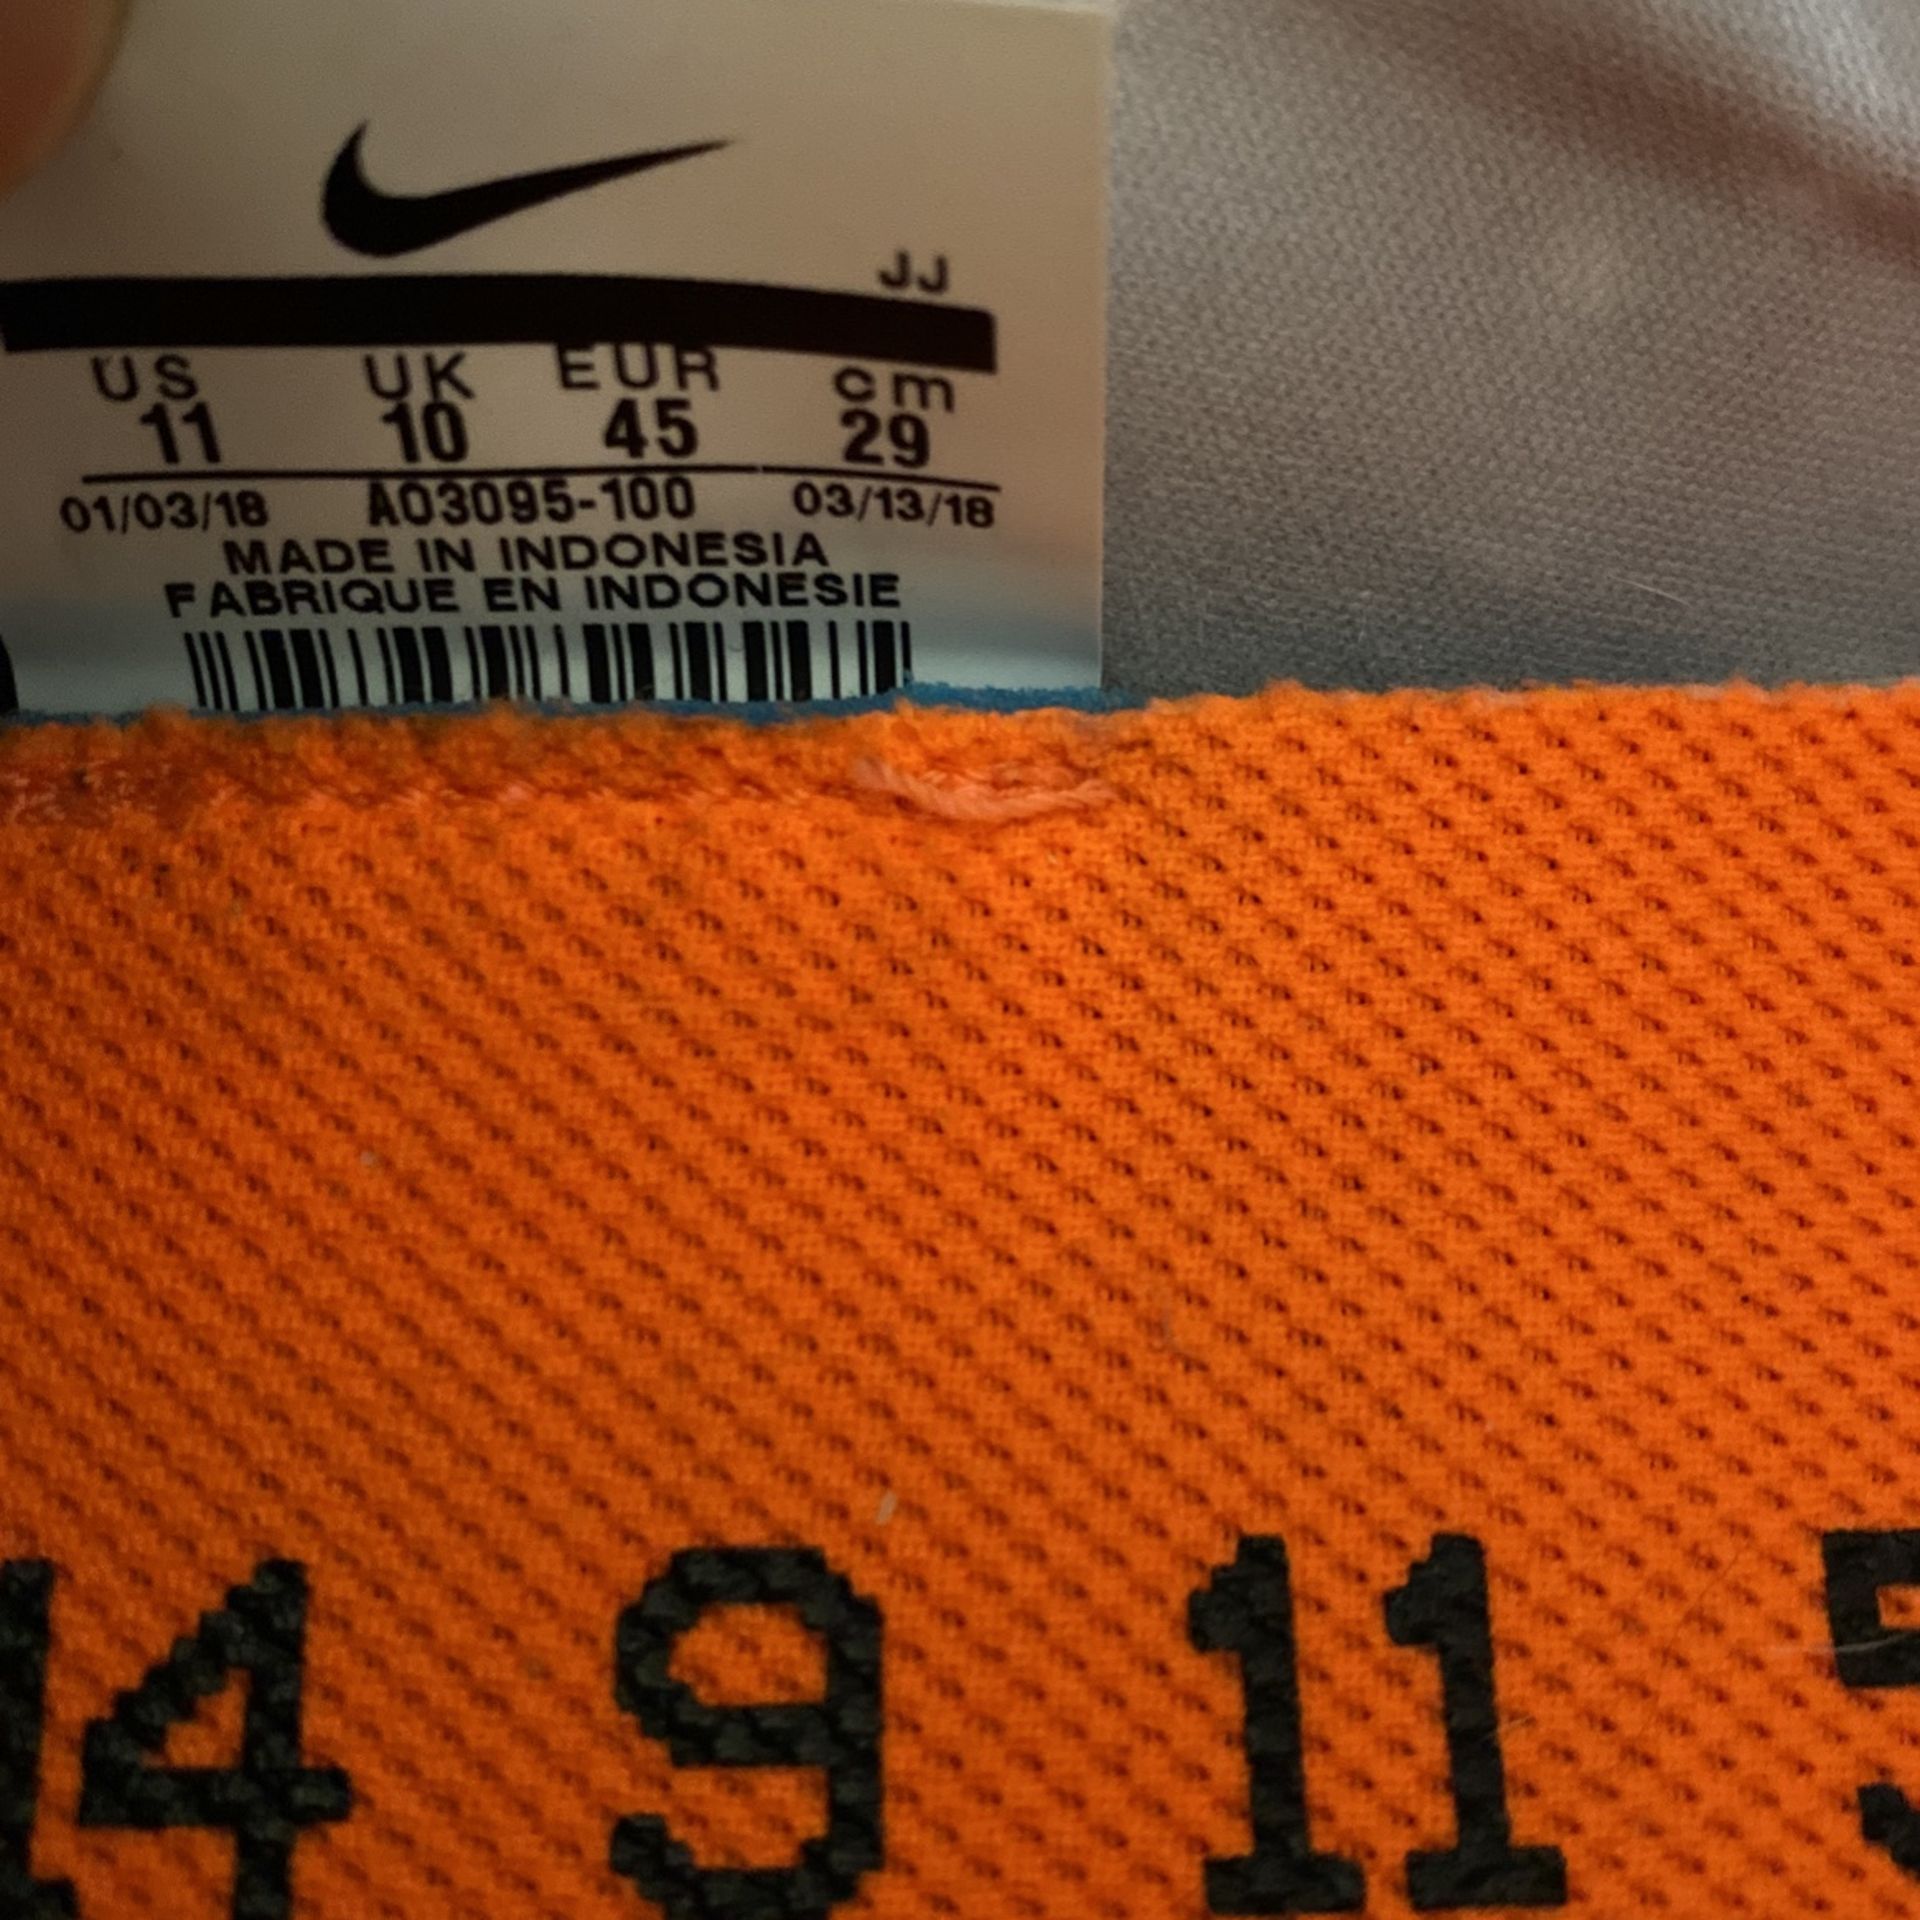 JJ
US UK EUR cm
11 10 45 29
01/03/18 AO3095-100 03/13/18
MADE IN INDONESIA
FABRIQUE EN INDONESIE
4 9 11